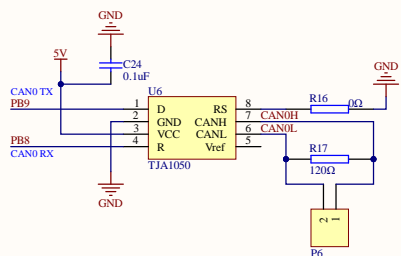 GND
5V
C24
0.1uF
GND
CAN0 TX
U6
R16
PB9
1
D
RS
8
0Ω
2
GND
CANH
7
CAN0H
3
VCC
CANL
6
CAN0L
R17
PB8
4
R
Vref
5
CAN0 RX
TJA1050
120Ω
GND
2
1
P6